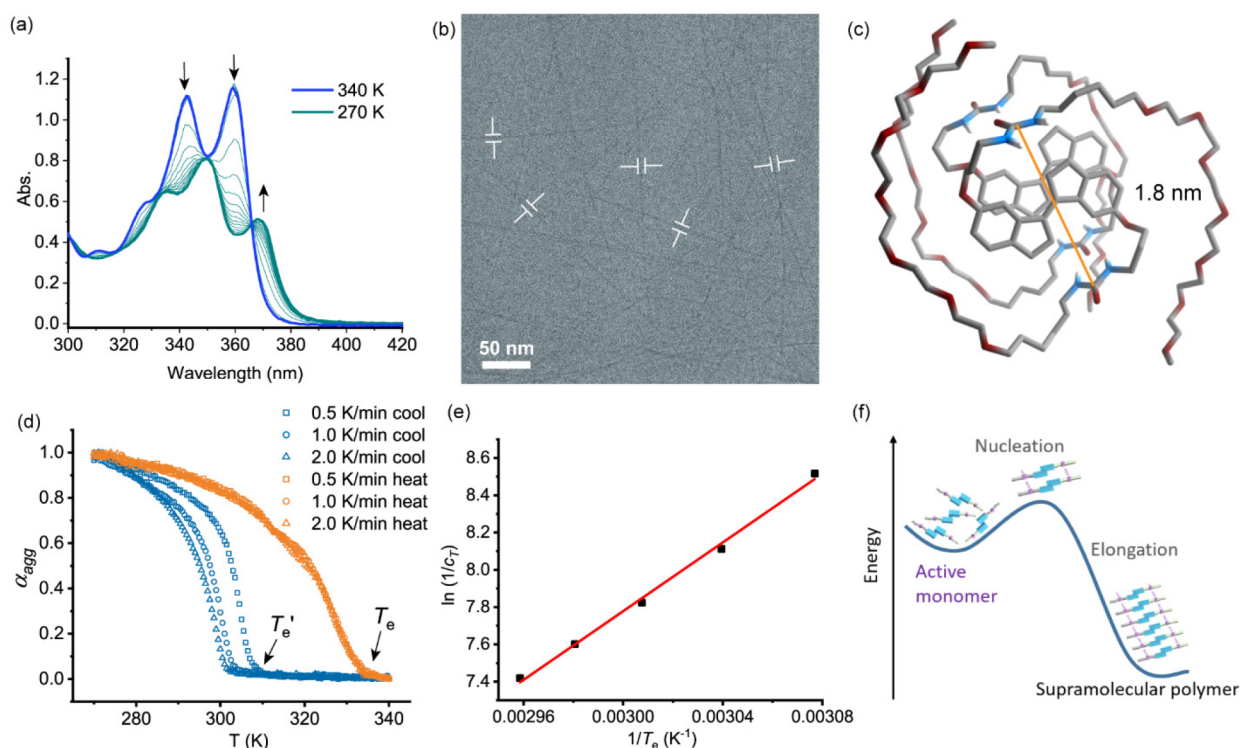 (a)
340 K
270 K
Abs.
1.2
1.0
0.8
0.6
0.4
0.2
0.0
300 320 340 360 380 400 420
Wavelength (nm)
(b)
50 nm
(c)
1.8 nm
(d)
0.5 K/min cool
1.0 K/min cool
2.0 K/min cool
0.5 K/min heat
1.0 K/min heat
2.0 K/min heat
αagg
1.0
0.8
0.6
0.4
0.2
0.0
Te'
Te
280 300 320 340
T (K)
(e)
ln (1/cT)
8.6
8.4
8.2
8.0
7.8
7.6
7.4
0.00296 0.00300 0.00304 0.00308
1/Te (K-1)
(f)
Energy
Nucleation
Active
monomer
Elongation
Supramolecular polymer